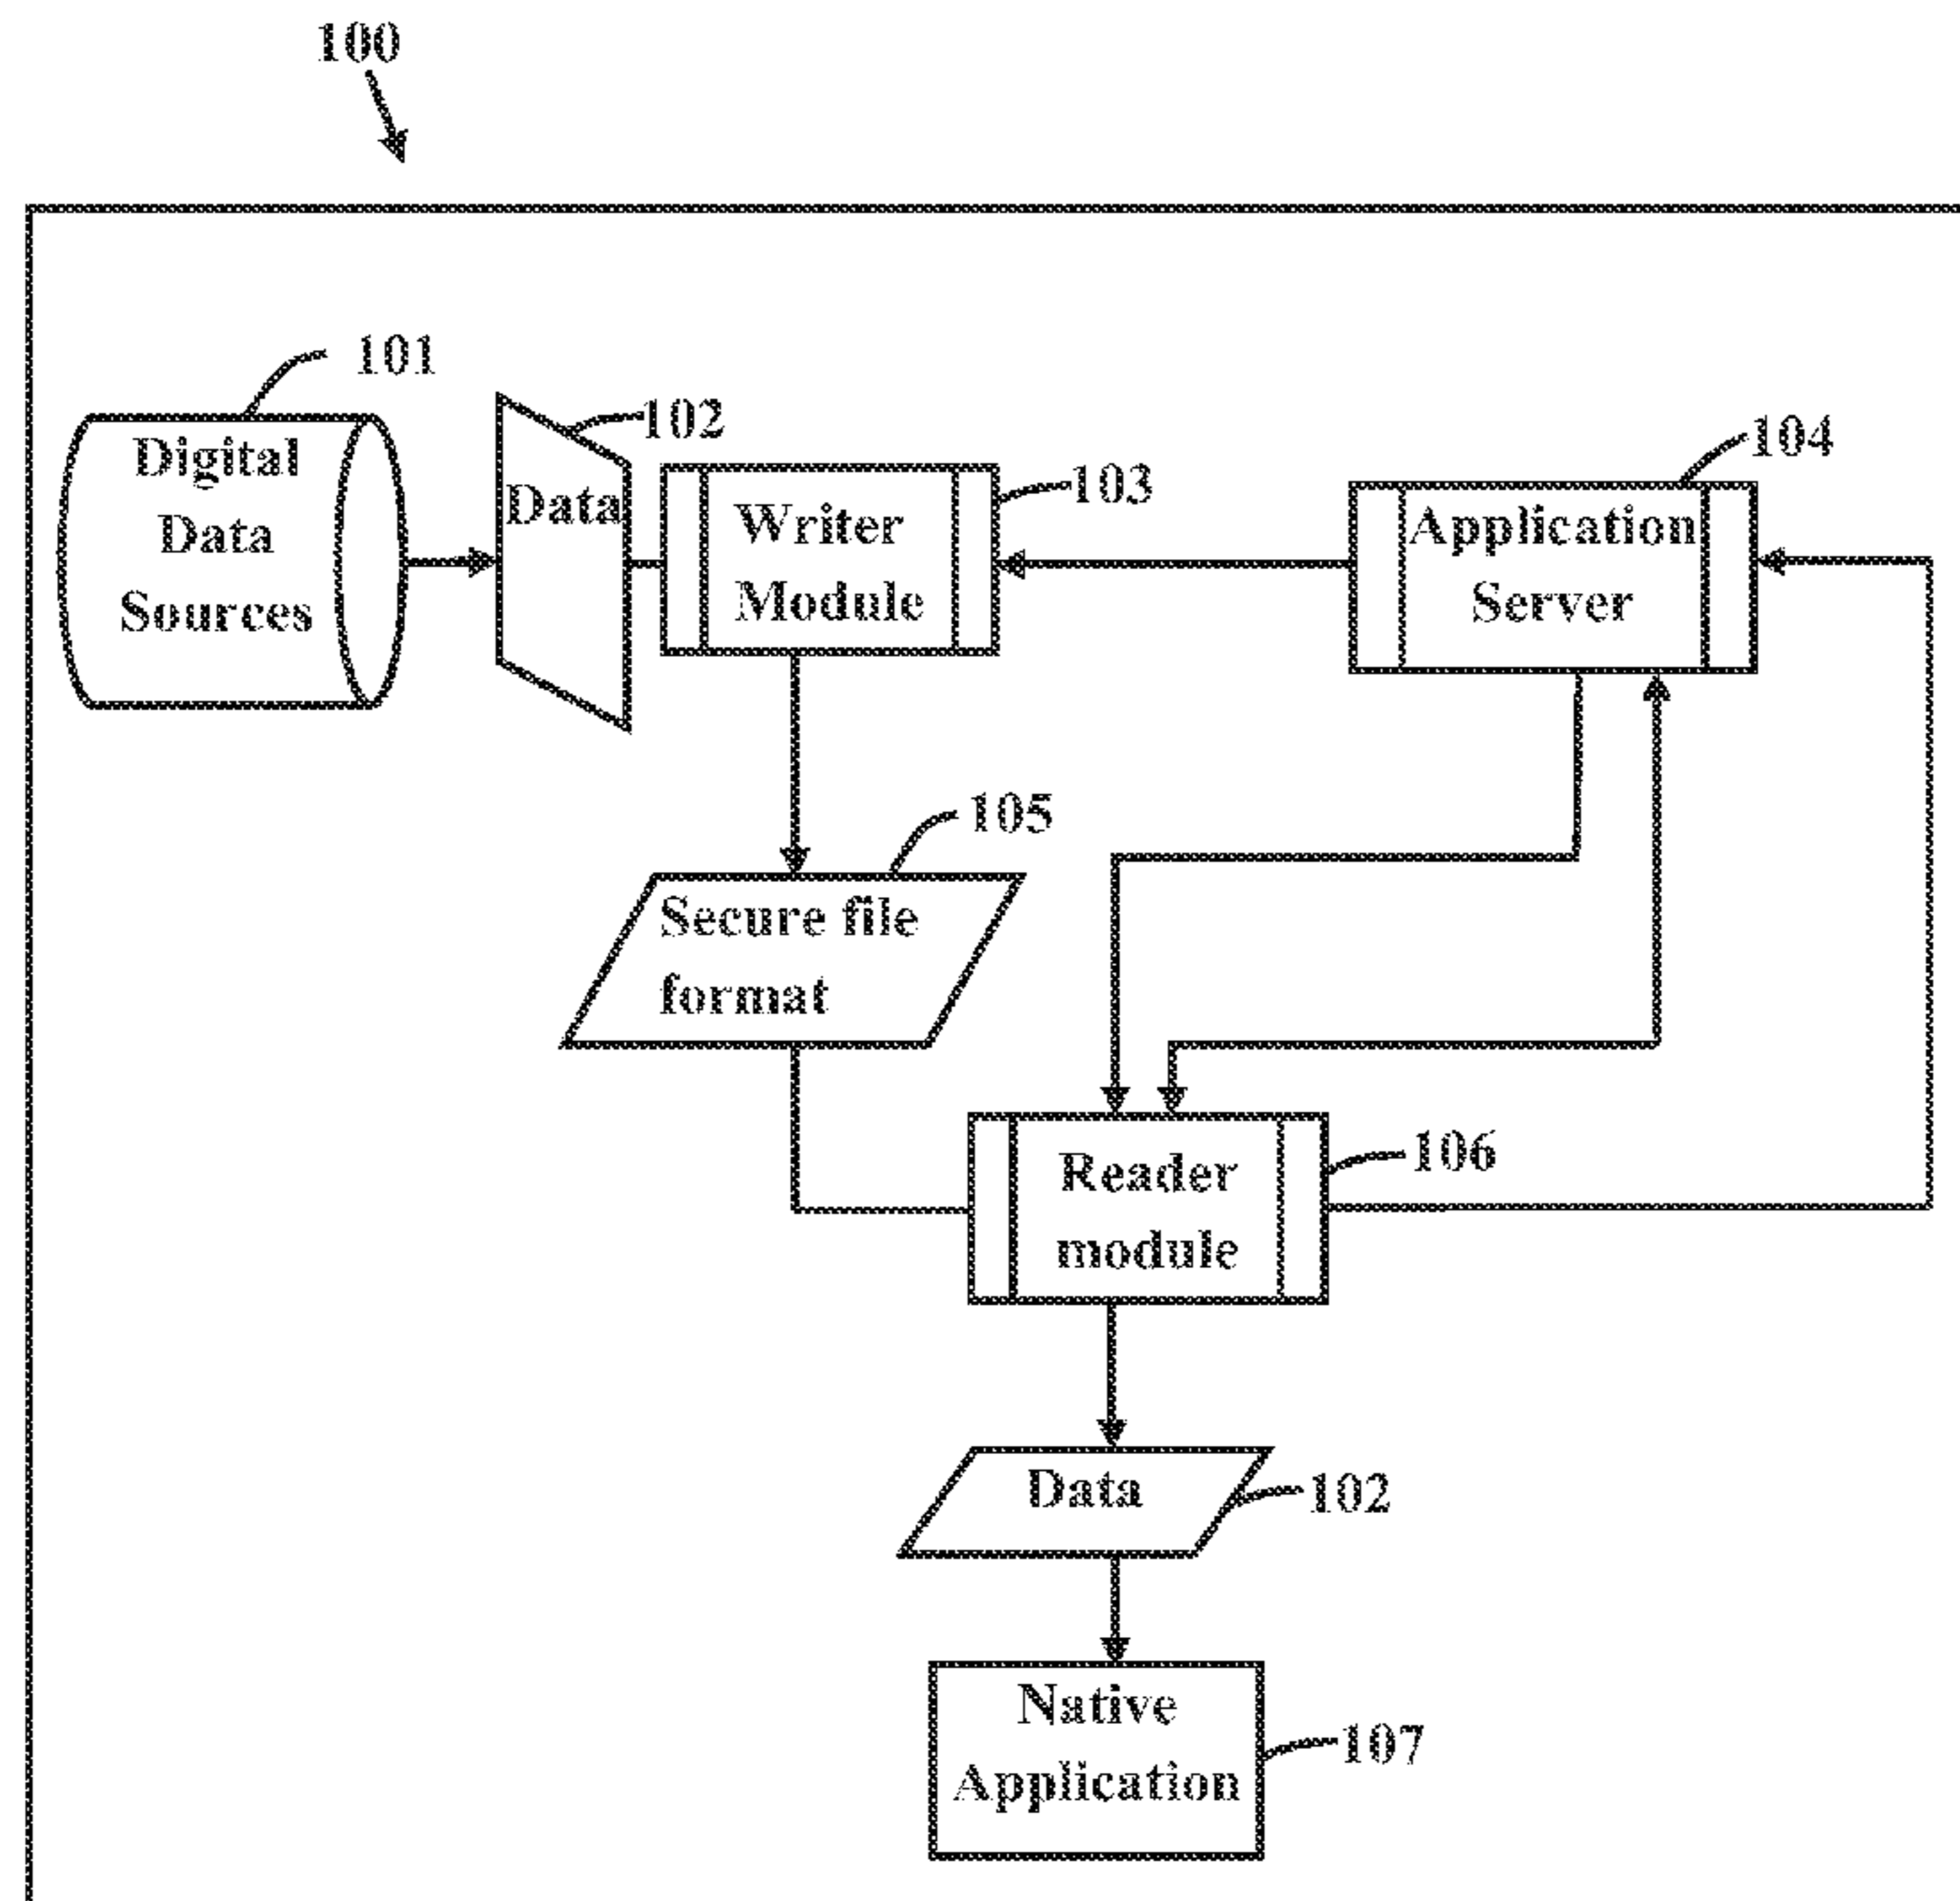 100
101
Digital
Data
Sources
102
Data
103
Writer
Module
104
Application
Server
105
Secure file
format
106
Reader
module
Data
102
Native
Application
107